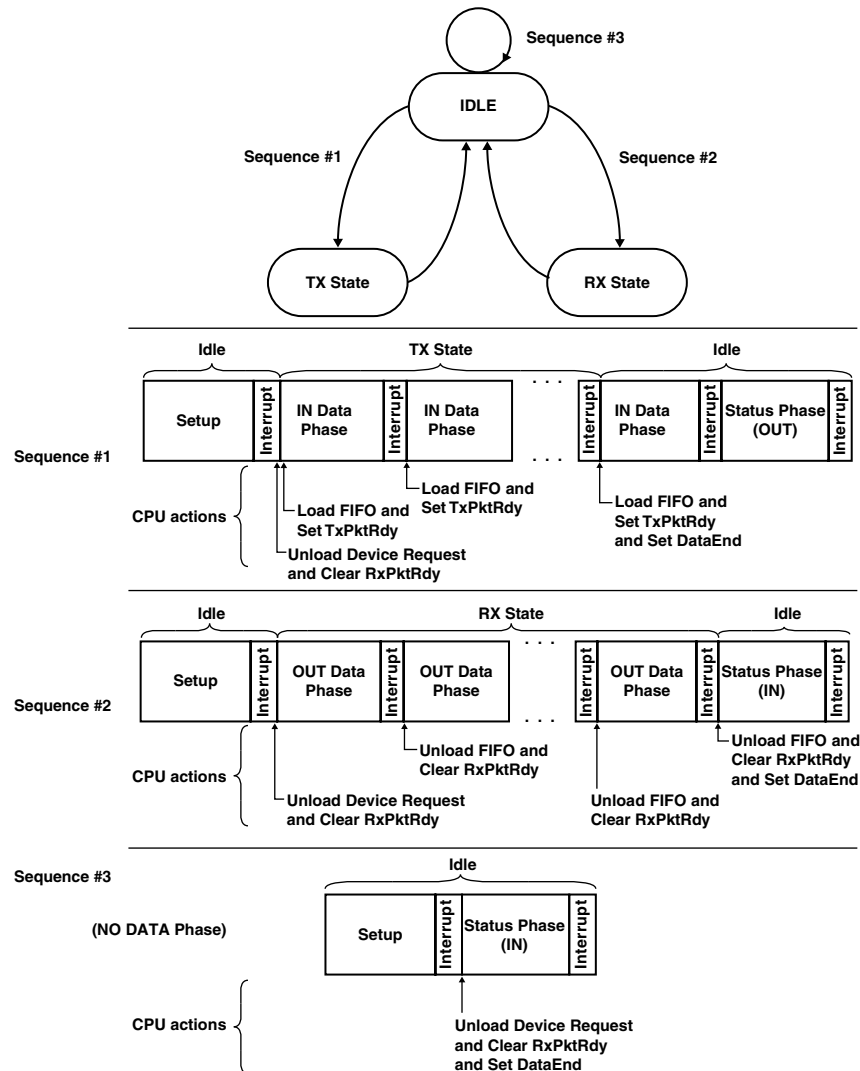 Sequence #3
IDLE
Sequence #1
Sequence #2
TX State
RX State
Idle
TX State
Idle
Setup
Interrupt
IN Data
Phase
Interrupt
IN Data
Phase
. . .
. . .
Interrupt
IN Data
Phase
Interrupt
Status Phase
(OUT)
Interrupt
Sequence #1
CPU actions
Load FIFO and
Set TxPktRdy
Unload Device Request
and Clear RxPktRdy
Load FIFO and
Set TxPktRdy
Load FIFO and
Set TxPktRdy
and Set DataEnd
Idle
RX State
Idle
Setup
Interrupt
OUT Data
Phase
Interrupt
OUT Data
Phase
. . .
. . .
Interrupt
OUT Data
Phase
Interrupt
Status Phase
(IN)
Interrupt
Sequence #2
CPU actions
Unload Device Request
and Clear RxPktRdy
Unload FIFO and
Clear RxPktRdy
Unload FIFO and
Clear RxPktRdy
Unload FIFO and
Clear RxPktRdy
and Set DataEnd
Sequence #3
Idle
(NO DATA Phase)
Setup
Interrupt
Status Phase
(IN)
Interrupt
CPU actions
Unload Device Request
and Clear RxPktRdy
and Set DataEnd